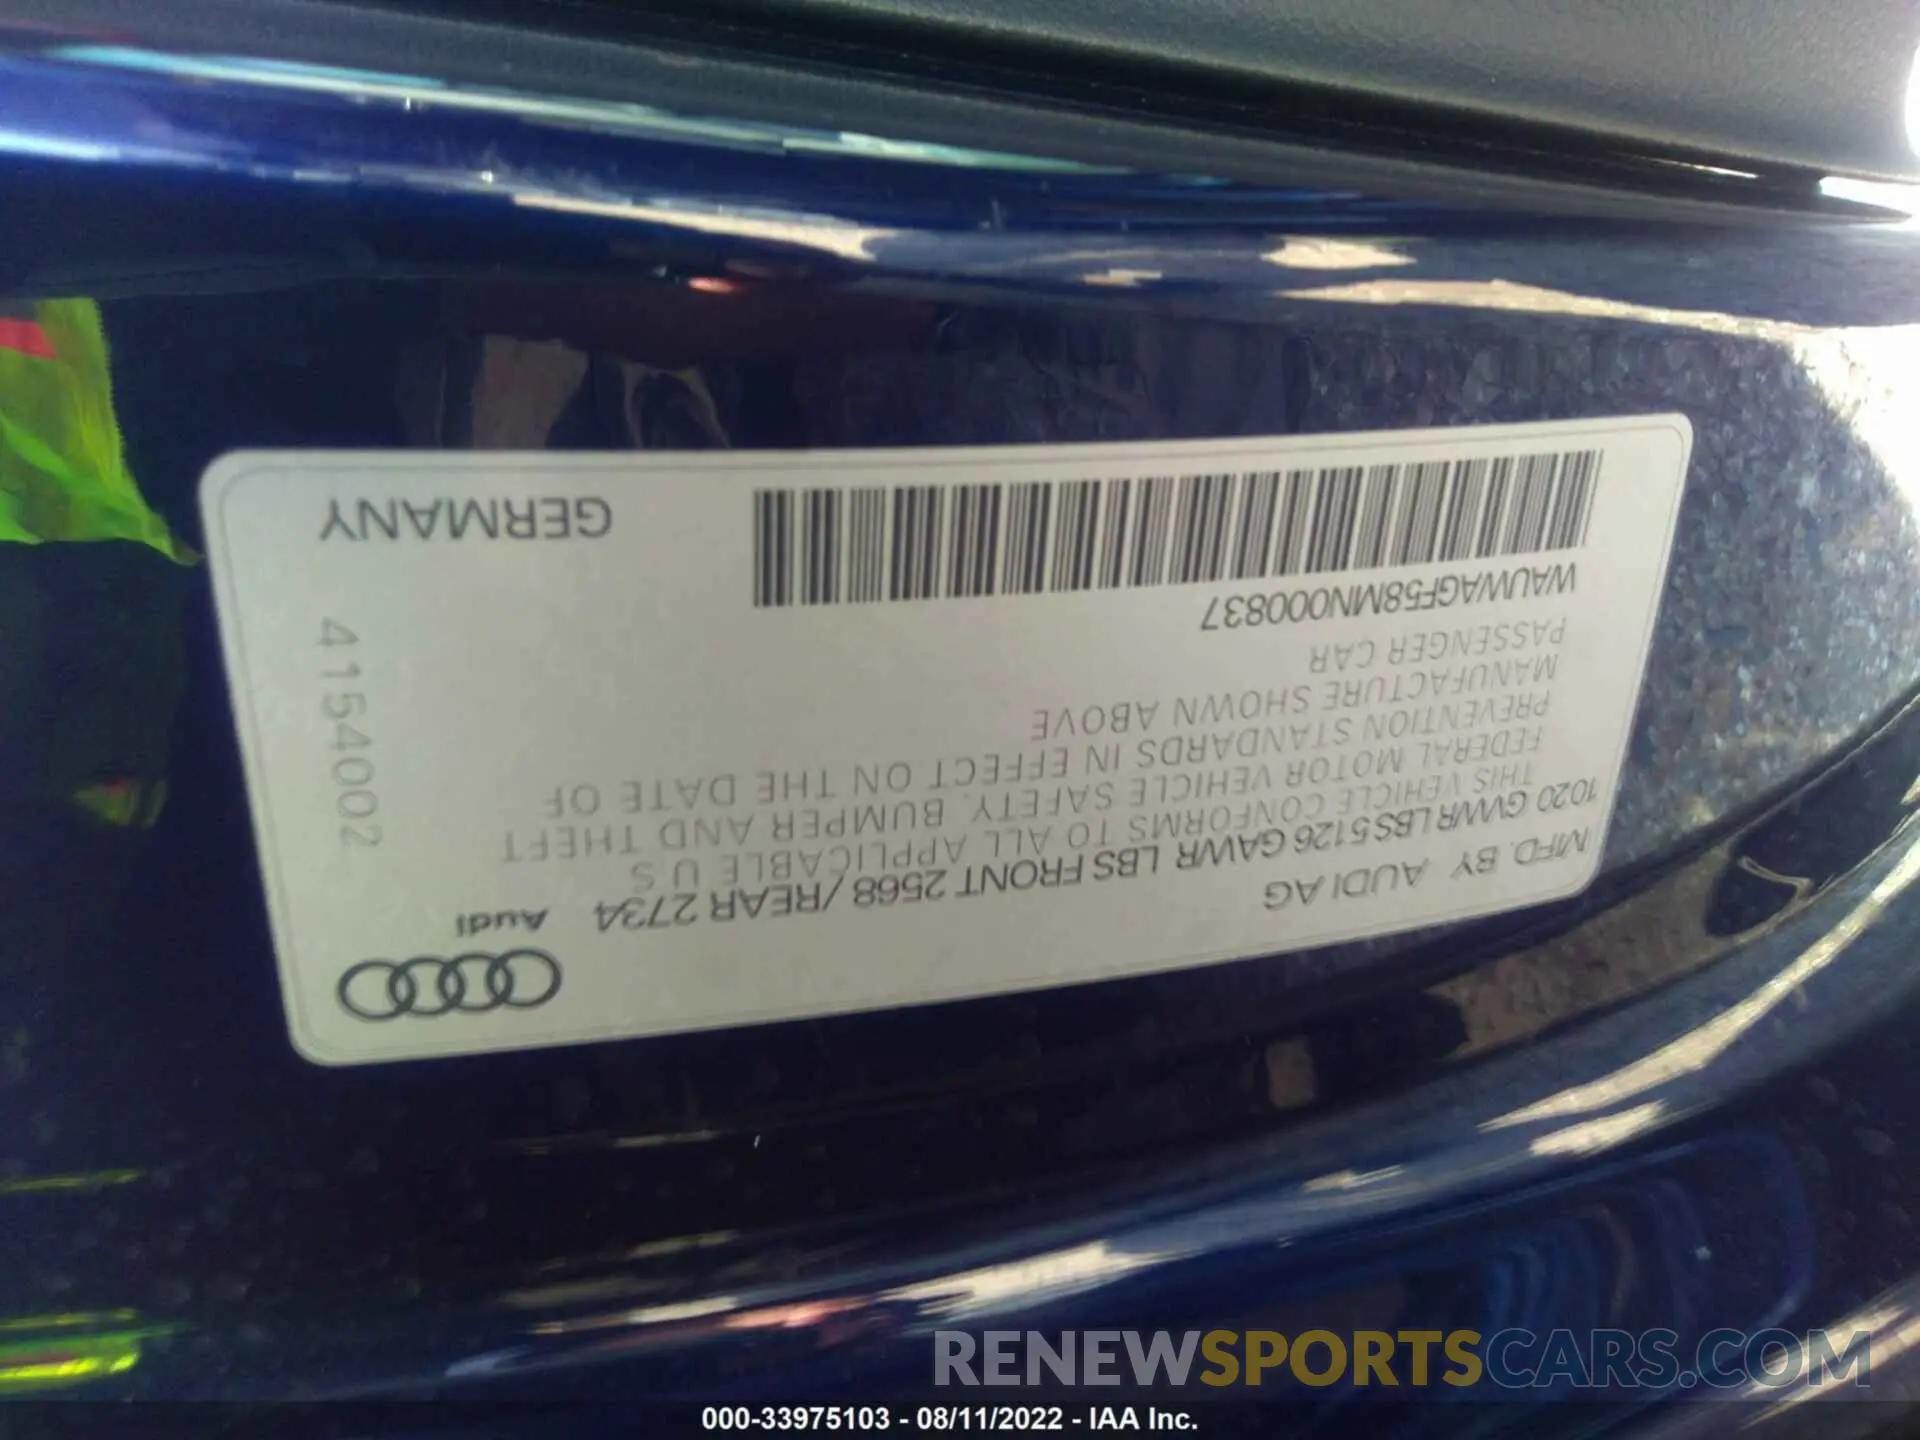 MFD. BY AUDI AG
1020 GVWR LBS 5126 GAWR LBS FRONT 2568 / REAR 2734
THIS VEHICLE CONFORMS TO ALL APPLICABLE U S
FEDERAL MOTOR VEHICLE SAFETY, BUMPER AND THEFT
PREVENTION STANDARDS IN EFFECT ON THE DATE OF
MANUFACTURE SHOWN ABOVE
PASSENGER CAR
WAUWAGF58MN000837
Audi
41154002
GERMANY
RENEWSPORTSCARS.COM
000-33975103 - 08/11/2022 - IAA Inc.